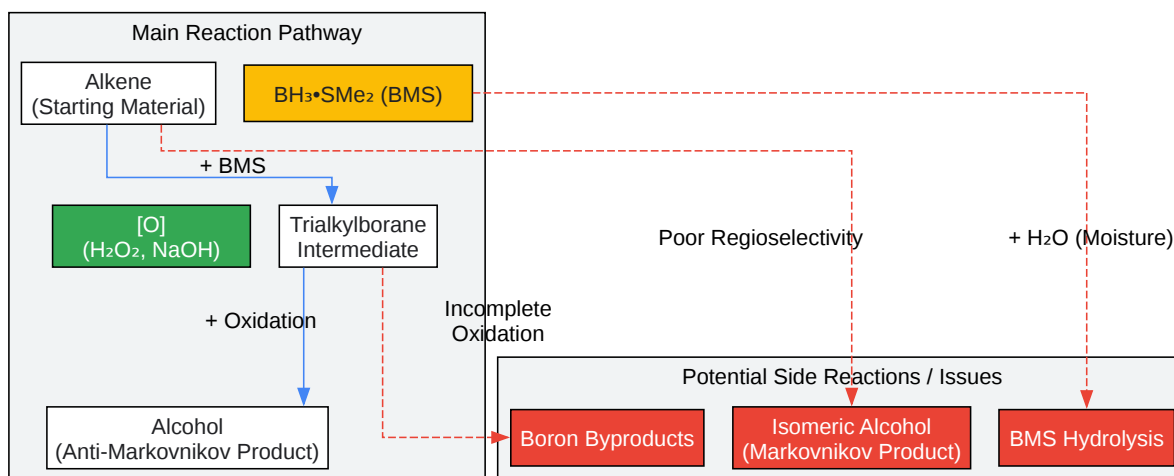 Main Reaction Pathway
Alkene
(Starting Material)
BH₃•SMe₂ (BMS)
+ BMS
[O]
(H₂O₂, NaOH)
Trialkylborane
Intermediate
Poor Regioselectivity
+ H₂O (Moisture)
+ Oxidation
Incomplete
Oxidation
Alcohol
(Anti-Markovnikov Product)
Potential Side Reactions / Issues
Boron Byproducts
Isomeric Alcohol
(Markovnikov Product)
BMS Hydrolysis